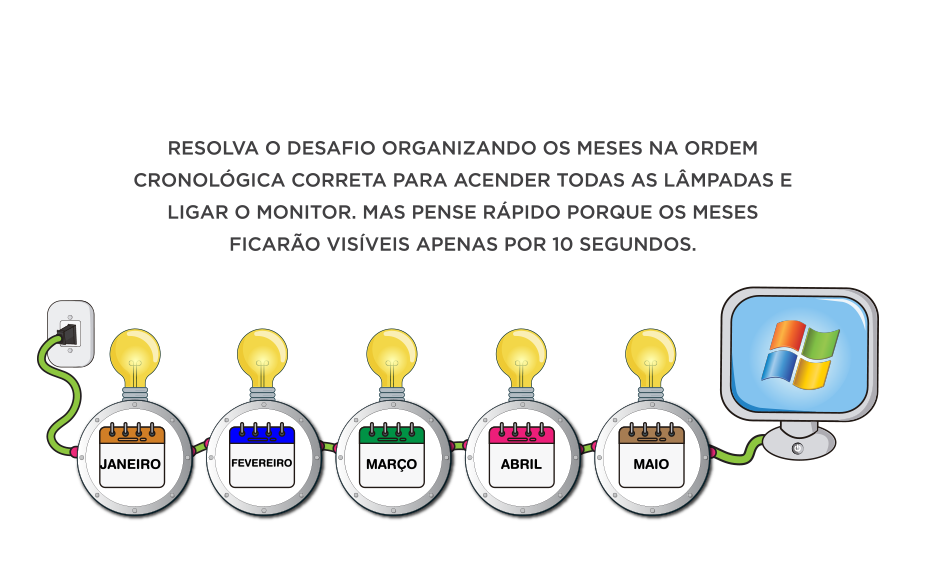 RESOLVA O DESAFIO ORGANIZANDO OS MESES NA ORDEM
CRONOLÓGICA CORRETA PARA ACENDER TODAS AS LÂMPADAS E
LIGAR O MONITOR. MAS PENSE RÁPIDO PORQUE OS MESES
FICARÃO VISÍVEIS APENAS POR 10 SEGUNDOS.
JANEIRO
FEVEREIRO
MARÇO
ABRIL
MAIO